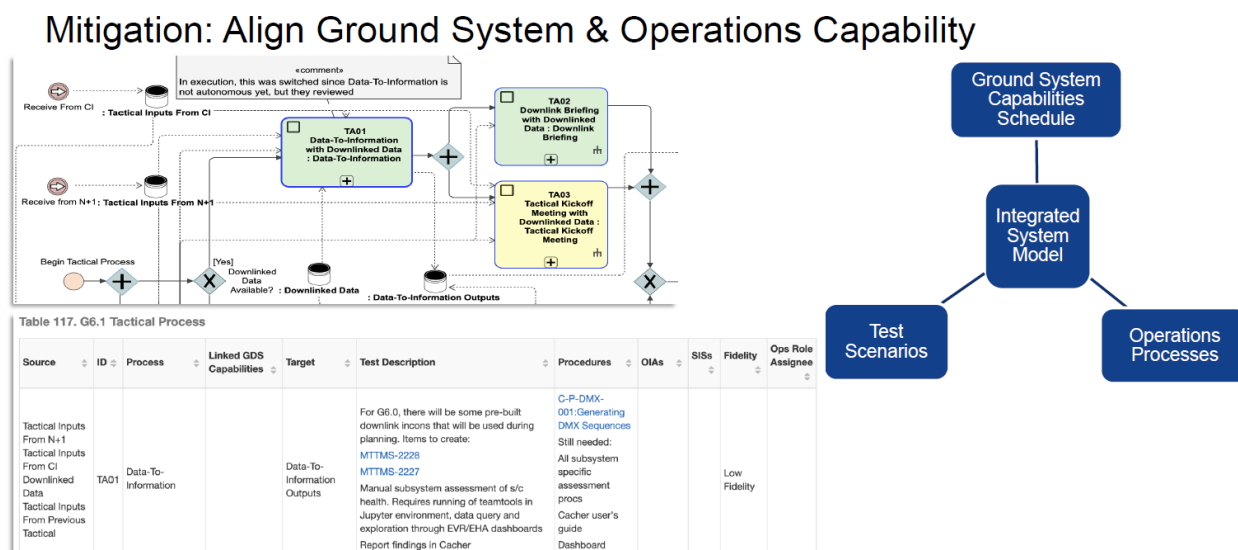 Mitigation: Align Ground System & Operations Capability
«comment»
In execution, this was switched since Data-To-Information is
not autonomous yet, but they reviewed
Receive From CI
: Tactical Inputs From CI
TA01
Data-To-Information
with Downlinked Data
: Data-To-Information
TA02
Downlink Briefing
with Downlinked
Data : Downlink
Briefing
Receive from N+1
: Tactical Inputs From N+1
TA03
Tactical Kickoff
Meeting with
Downlinked Data :
Tactical Kickoff
Meeting
Begin Tactical Process
[Yes]
Downlinked
Data
Available?
: Downlinked Data
: Data-To-Information Outputs
Ground System
Capabilities
Schedule
Integrated
System
Model
Test
Scenarios
Operations
Processes
Table 117. G6.1 Tactical Process
Source
ID
Process
Linked GDS
Capabilities
Target
Test Description
Procedures
OIAs
SISs
Fidelity
Ops Role
Assignee
Tactical Inputs
From N+1
Tactical Inputs
From CI
Downlinked
Data
Tactical Inputs
From Previous
Tactical
TA01
Data-To-
Information
Data-To-
Information
Outputs
For G6.0, there will be some pre-built
downlink incons that will be used during
planning. Items to create:
MTTMS-2228
MTTMS-2227
Manual subsystem assessment of s/c
health. Requires running of teamtools in
Jupyter environment, data query and
exploration through EVR/EHA dashboards
Report findings in Cacher
C-P-DMX-
001:Generating
DMX Sequences
Still needed:
All subsystem
specific
assessment
procs
Cacher user's
guide
Dashboard
Low
Fidelity